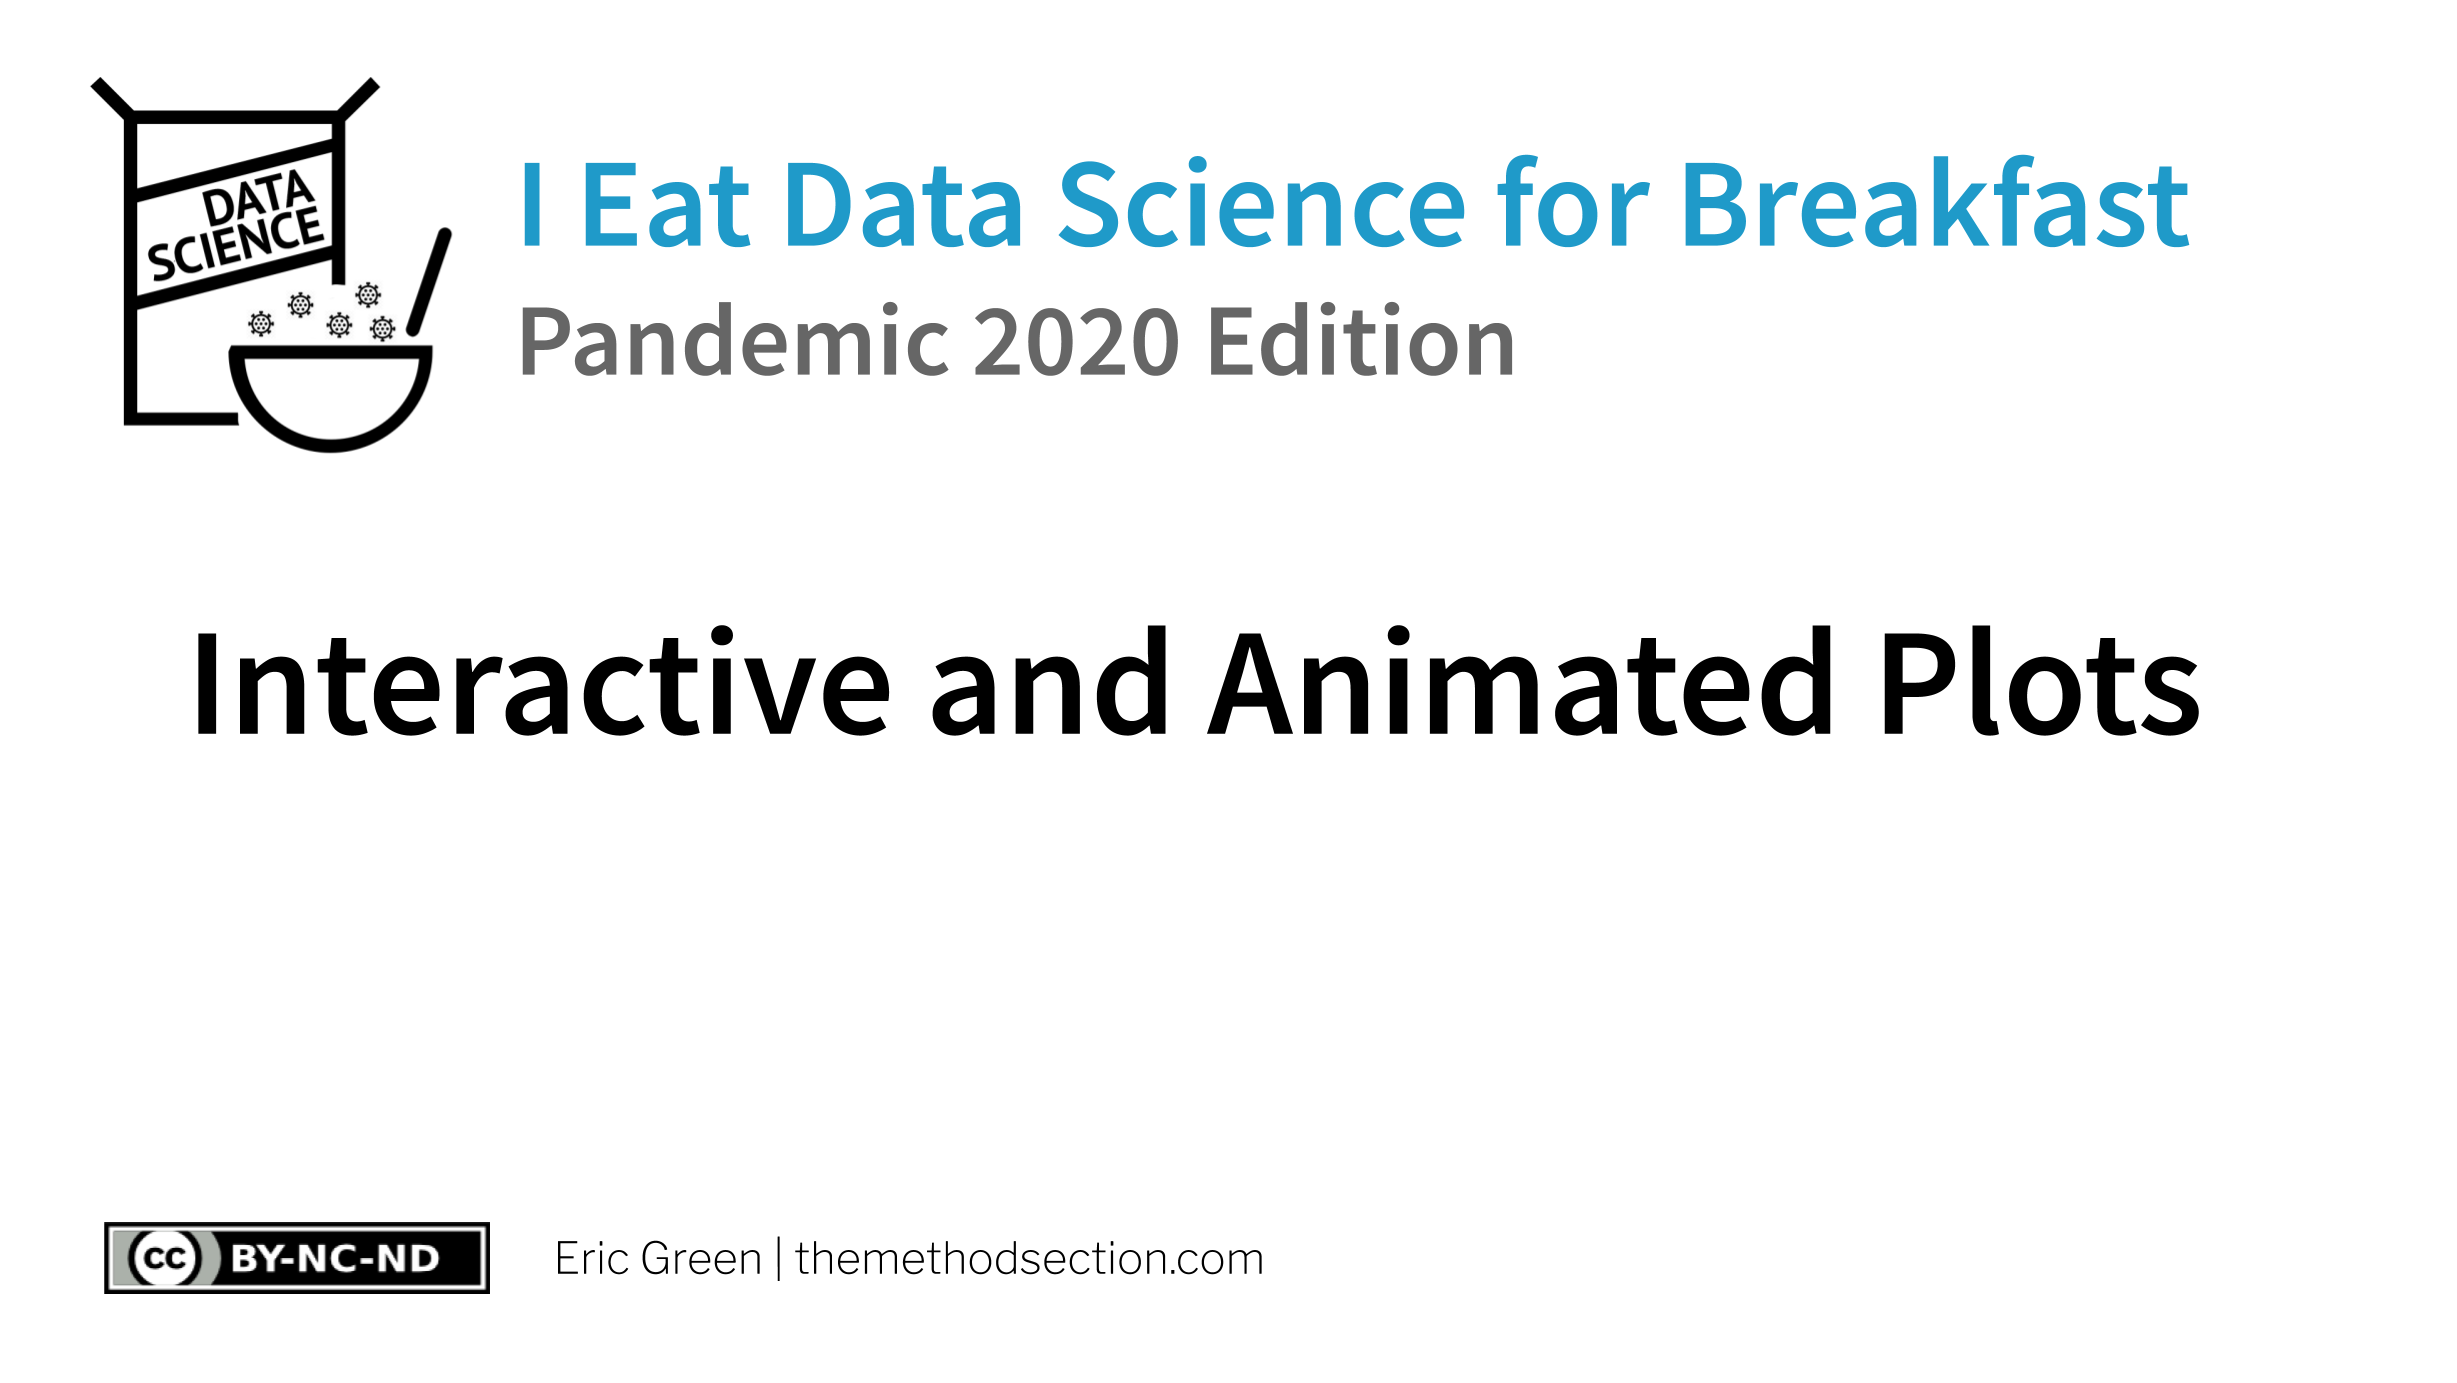 DATA
SCIENCE
I Eat Data Science for Breakfast
Pandemic 2020 Edition
Interactive and Animated Plots
cc BY-NC-ND
Eric Green | themethodsection.com